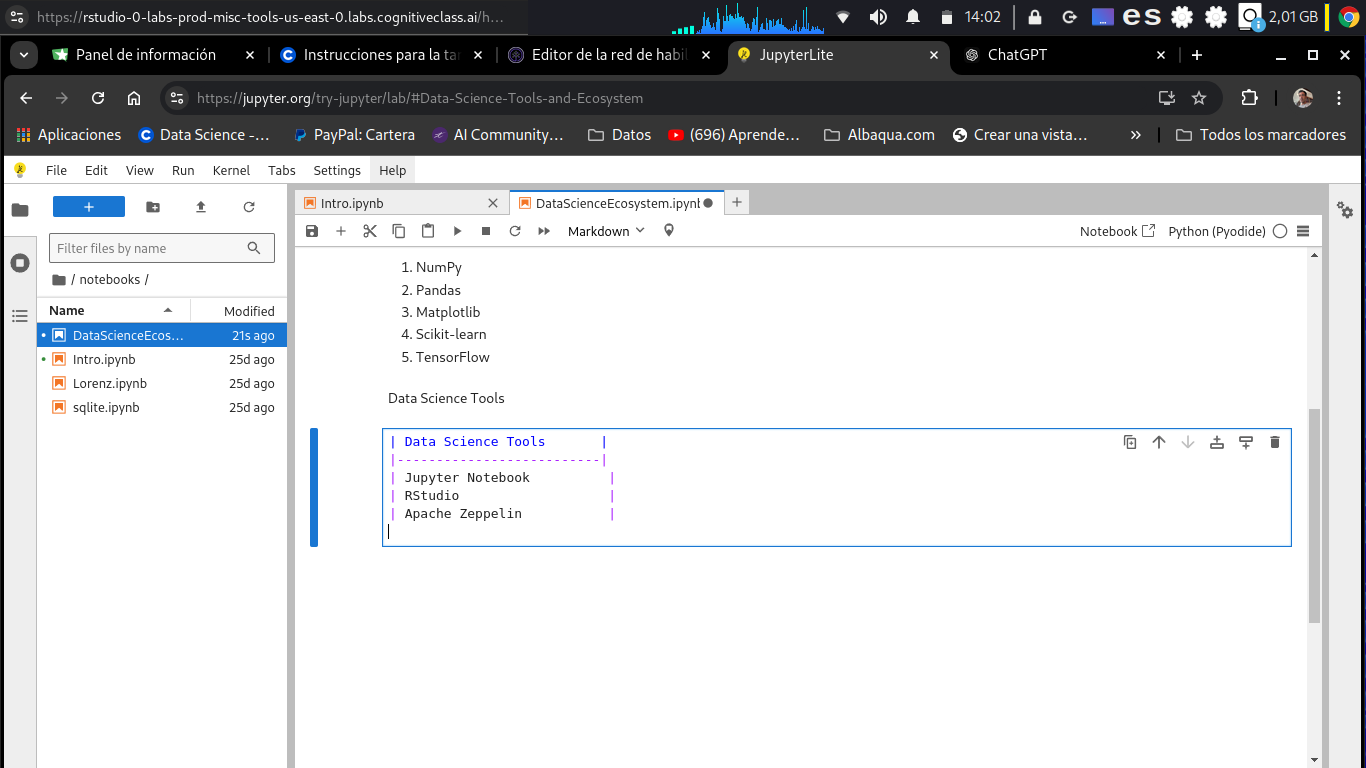 https://rstudio-0-labs-prod-misc-tools-us-east-0.labs.cognitiveclass.ai/h…
14:02
es
2,01 GB
Panel de información
Instrucciones para la tar
Editor de la red de habil
JupyterLite
ChatGPT
https://jupyter.org/try-jupyter/lab/#Data-Science-Tools-and-Ecosystem
Aplicaciones
Data Science -…
PayPal: Cartera
AI Community…
Datos
(696) Aprende…
Albaqua.com
Crear una vista…
»
Todos los marcadores
File Edit View Run Kernel Tabs Settings Help
Intro.ipynb
DataScienceEcosystem.ipynb
Markdown
Notebook
Python (Pyodide)
Filter files by name
/ notebooks /
Name Modified
DataScienceEcos… 21s ago
Intro.ipynb 25d ago
Lorenz.ipynb 25d ago
sqlite.ipynb 25d ago
1. NumPy
2. Pandas
3. Matplotlib
4. Scikit-learn
5. TensorFlow
Data Science Tools
| Data Science Tools       |
|--------------------------|
| Jupyter Notebook          |
| RStudio                   |
| Apache Zeppelin           |